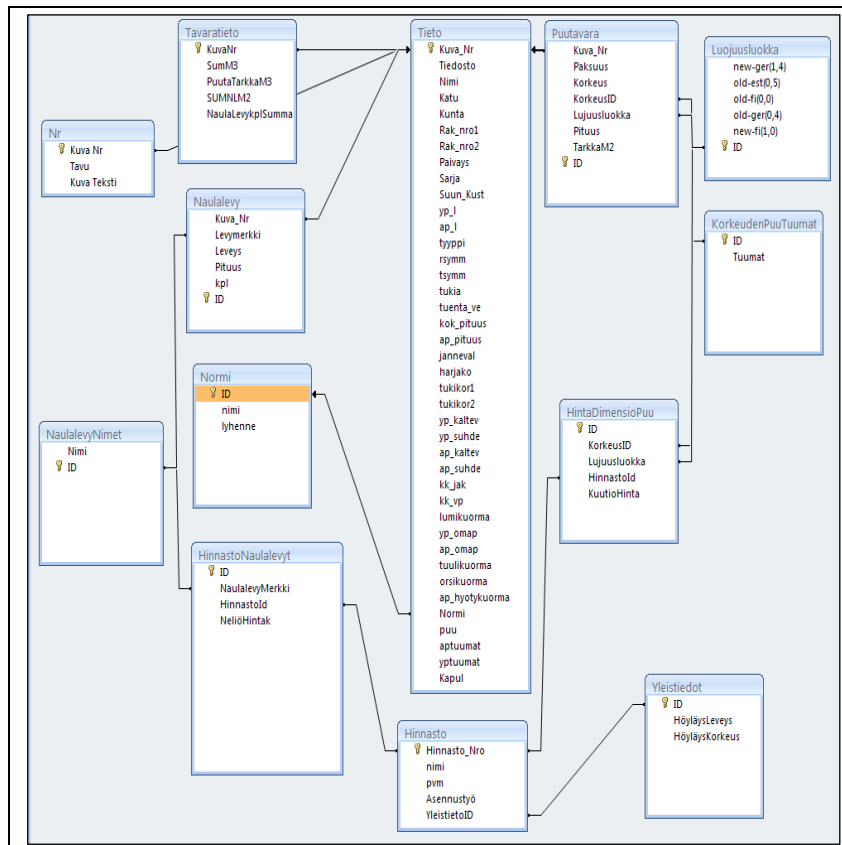 Tavaratieto
KuvaNr
SumM3
PuutaTarkkaM3
SUMNLM2
NaulaLevykplSumma
Tieto
Kuva_Nr
Tiedosto
Nimi
Katu
Kunta
Rak_nro1
Rak_nro2
Paivays
Sarja
Suun_Kust
yp_l
ap_l
tyyppi
rsymm
tsymm
tukia
tuenta_ve
kok_pituus
ap_pituus
janneval
harjako
tukikor1
tukikor2
yp_kaltev
yp_suhde
ap_kaltev
ap_suhde
kk_jak
kk_vp
lumikuorma
yp_omap
ap_omap
tuulikuorma
orsikuorma
ap_hyotykuorma
Normi
puu
aptuumat
yptuumat
Kapul
Puutavara
Kuva_Nr
Paksuus
Korkeus
KorkeusID
Lujuusluokka
Pituus
TarkkaM2
ID
Luojuusluokka
new-ger(1,4)
old-est(0,5)
old-fi(0,0)
old-ger(0,4)
new-fi(1,0)
ID
Nr
Kuva Nr
Tavu
Kuva Teksti
Naulalevy
Kuva_Nr
Levymerkki
Leveys
Pituus
kpl
ID
KorkeudenPuuTuumat
ID
Tuumat
Normi
ID
nimi
lyhenne
NaulalevyNimet
Nimi
ID
HintaDimensioPuu
ID
KorkeusID
Lujuusluokka
HinnastoId
KuutioHinta
HinnastoNaulalevyt
ID
NaulalevyMerkki
HinnastoId
NeliöHintak
Hinnasto
Hinnasto_Nro
nimi
pvm
Asennustyö
YleistietoID
Yleistiedot
ID
HöyläysLeveys
HöyläysKorkeus